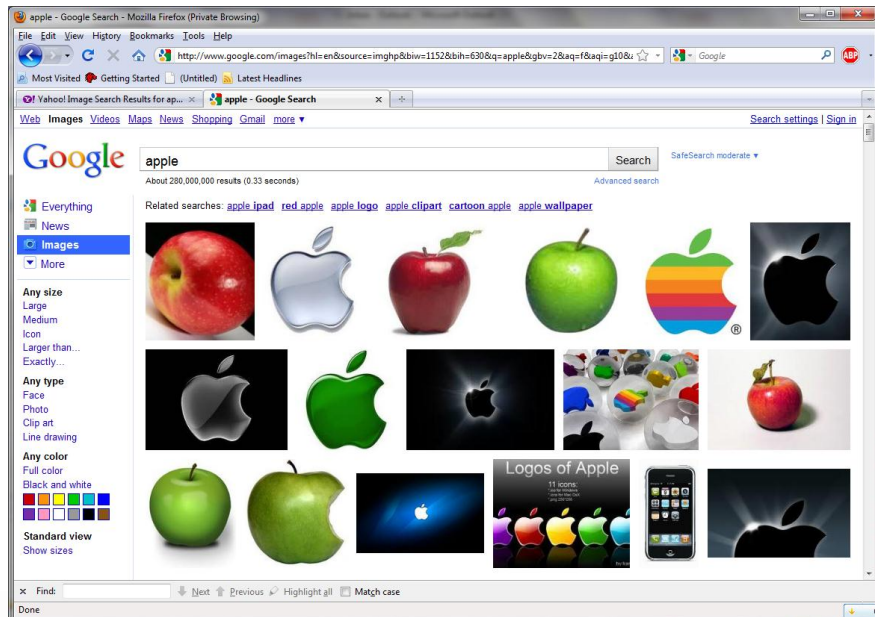 apple - Google Search - Mozilla Firefox (Private Browsing)
File Edit View History Bookmarks Tools Help
http://www.google.com/images?hl=en&source=imghp&biw=1152&bih=630&q=apple&gbv=2&aq=f&aqi=g10&
Google
ABP
Most Visited Getting Started (Untitled) Latest Headlines
Yahoo! Image Search Results for ap...
apple - Google Search
Web Images Videos Maps News Shopping Gmail more ▼
Search settings | Sign in
Google
apple
Search
SafeSearch moderate ▼
About 280,000,000 results (0.33 seconds)
Advanced search
Everything
News
Images
More
Related searches: apple ipad red apple apple logo apple clipart cartoon apple apple wallpaper
Any size
Large
Medium
Icon
Larger than...
Exactly...
Any type
Face
Photo
Clip art
Line drawing
Any color
Full color
Black and white
Standard view
Show sizes
®
Logos of Apple
11 icons:
Find:
Next Previous Highlight all Match case
Done